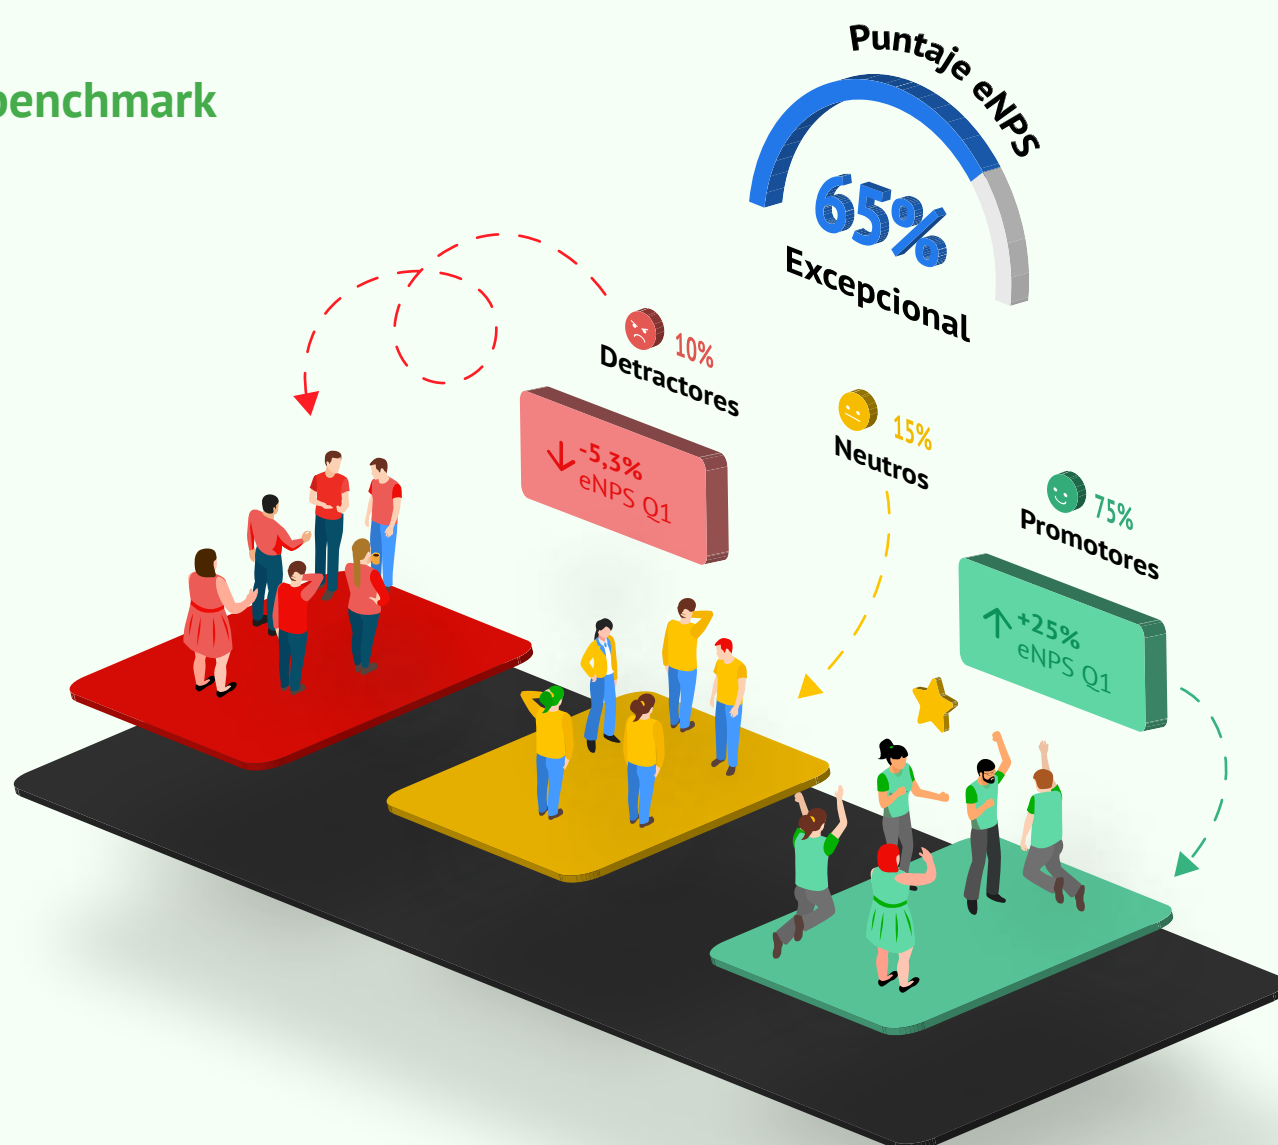 benchmark
Puntaje eNPS
65%
Excepcional
10%
Detractores
-5,3%
eNPS Q1
15%
Neutros
75%
Promotores
+25%
eNPS Q1